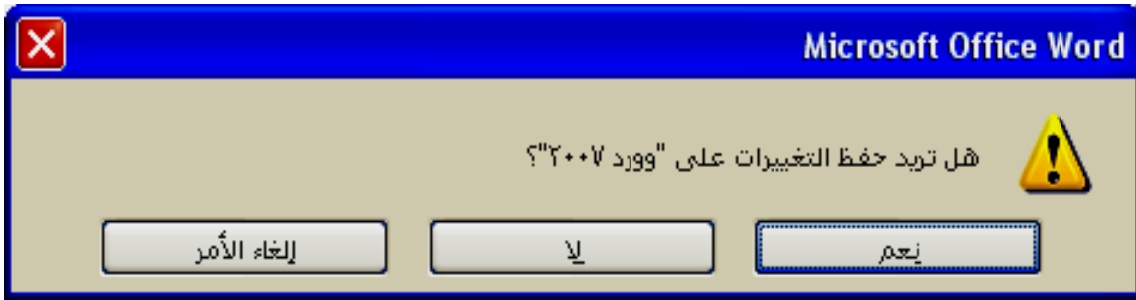 Microsoft Office Word
هل تريد حفظ التغييرات على "وورد ٢٠٠٧"؟
نعم
لا
إلغاء الأمر